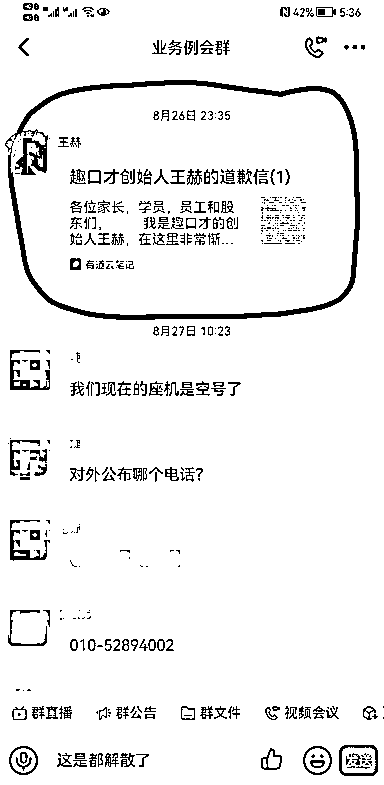 42% 5:36
业务例会群
8月26日 23:35
王赫
趣口才创始人王赫的道歉信(1)
各位家长，学员，员工和股
东们， 我是趣口才的创
始人王赫，在这里非常惭...
有道云笔记
8月27日 10:23
我们现在的座机是空号了
对外公布哪个电话？
010-52894002
群直播 群公告 群文件 视频会议
这是都解散了
发送